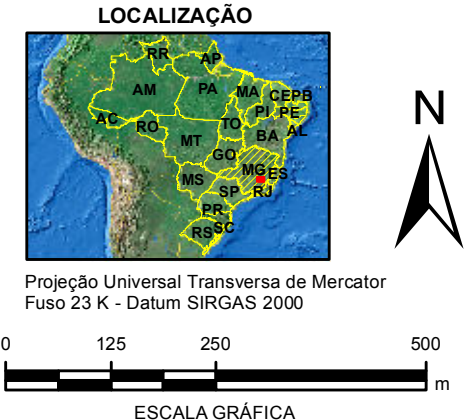 LOCALIZAÇÃO
RR AP
AM PA MA CE PB
AC RO TO PI PE AL
MT BA
GO
MG ES
MS SP RJ
PR
RS SC
N
Projeção Universal Transversa de Mercator
Fuso 23 K - Datum SIRGAS 2000
0 125 250 500
m
ESCALA GRÁFICA